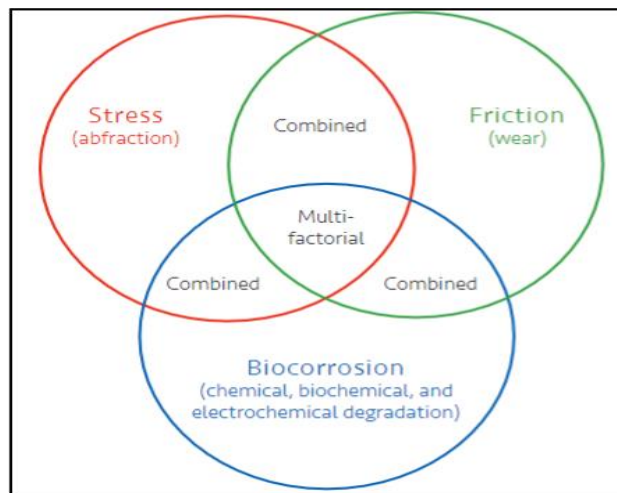 Stress
(abfraction)
Friction
(wear)
Combined
Multi-
factorial
Combined
Combined
Biocorrosion
(chemical, biochemical, and
electrochemical degradation)